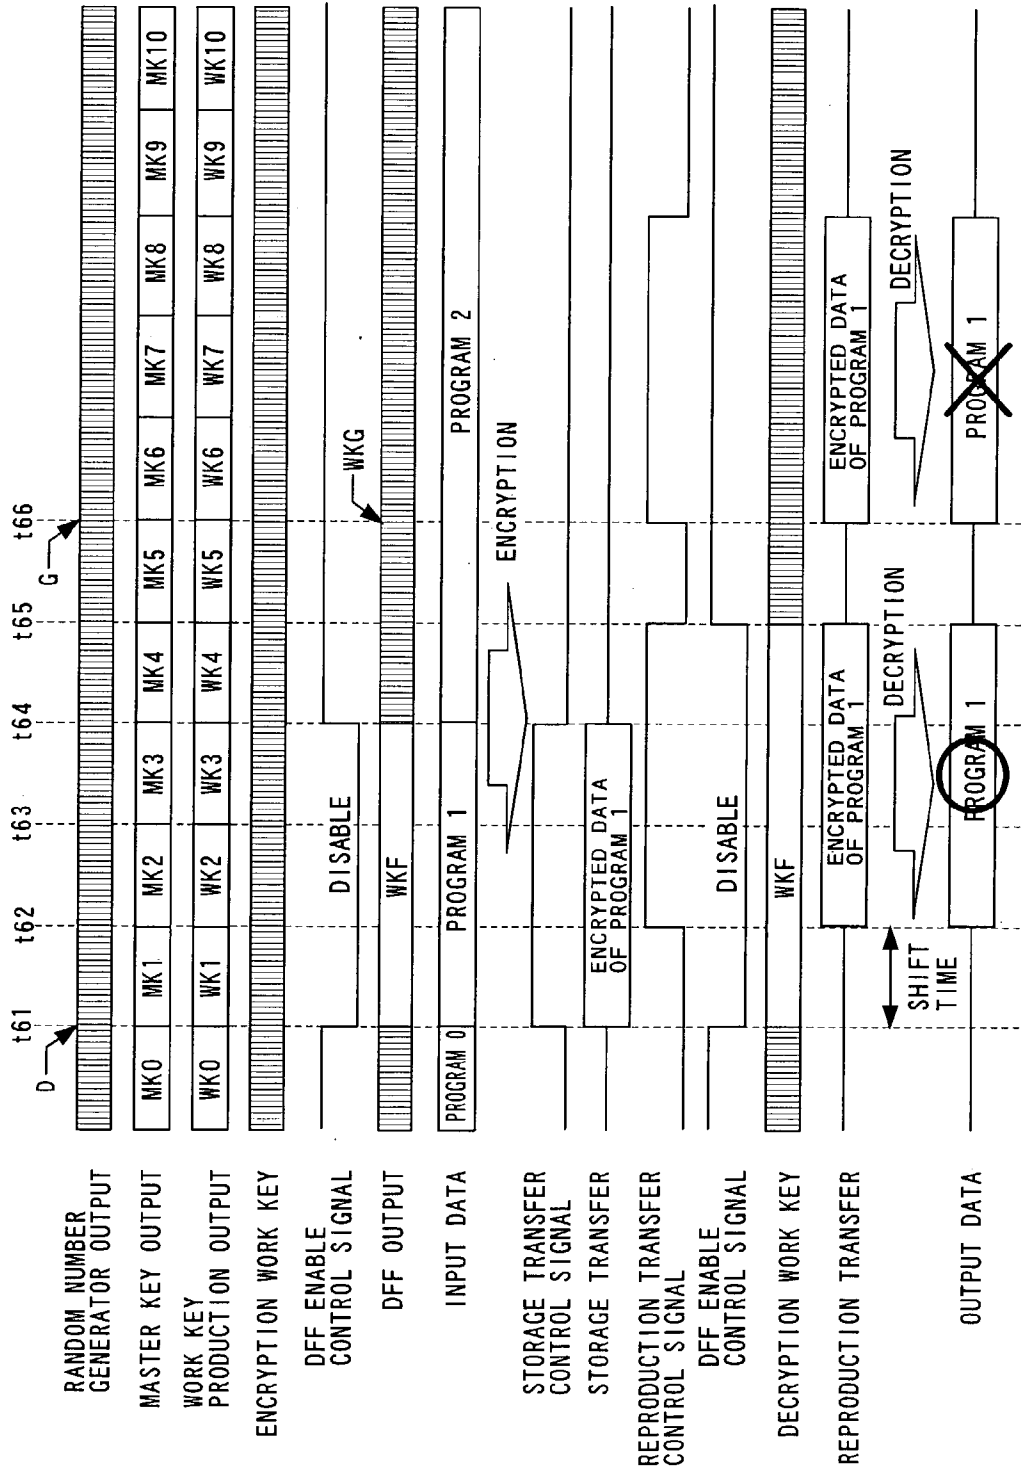 t61
t62
t63
t64
t65
t66
D
G
RANDOM NUMBER
GENERATOR OUTPUT
MASTER KEY OUTPUT
MK0
MK1
MK2
MK3
MK4
MK5
MK6
MK7
MK8
MK9
MK10
WORK KEY
PRODUCTION OUTPUT
WK0
WK1
WK2
WK3
WK4
WK5
WK6
WK7
WK8
WK9
WK10
ENCRYPTION WORK KEY
DFF ENABLE
CONTROL SIGNAL
DISABLE
WKG
DFF OUTPUT
WKF
INPUT DATA
PROGRAM 0
PROGRAM 1
PROGRAM 2
ENCRYPTION
STORAGE TRANSFER
CONTROL SIGNAL
STORAGE TRANSFER
ENCRYPTED DATA
OF PROGRAM 1
REPRODUCTION TRANSFER
CONTROL SIGNAL
DFF ENABLE
CONTROL SIGNAL
DISABLE
DECRYPTION WORK KEY
WKF
REPRODUCTION TRANSFER
ENCRYPTED DATA
OF PROGRAM 1
ENCRYPTED DATA
OF PROGRAM 1
SHIFT
TIME
DECRYPTION
DECRYPTION
OUTPUT DATA
PROGRAM 1
PROGRAM 1